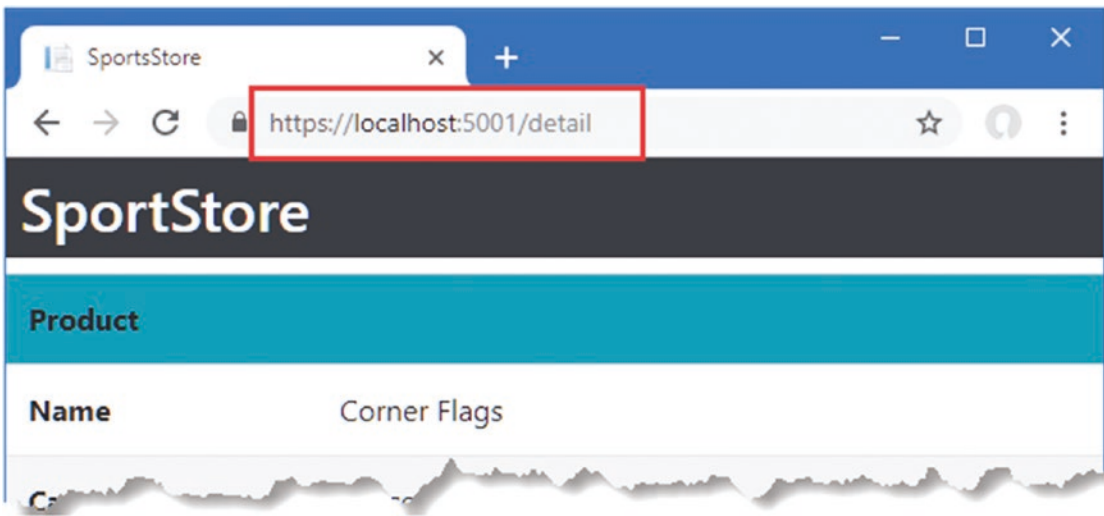 SportsStore
https://localhost:5001/detail
SportStore
Product
Name Corner Flags